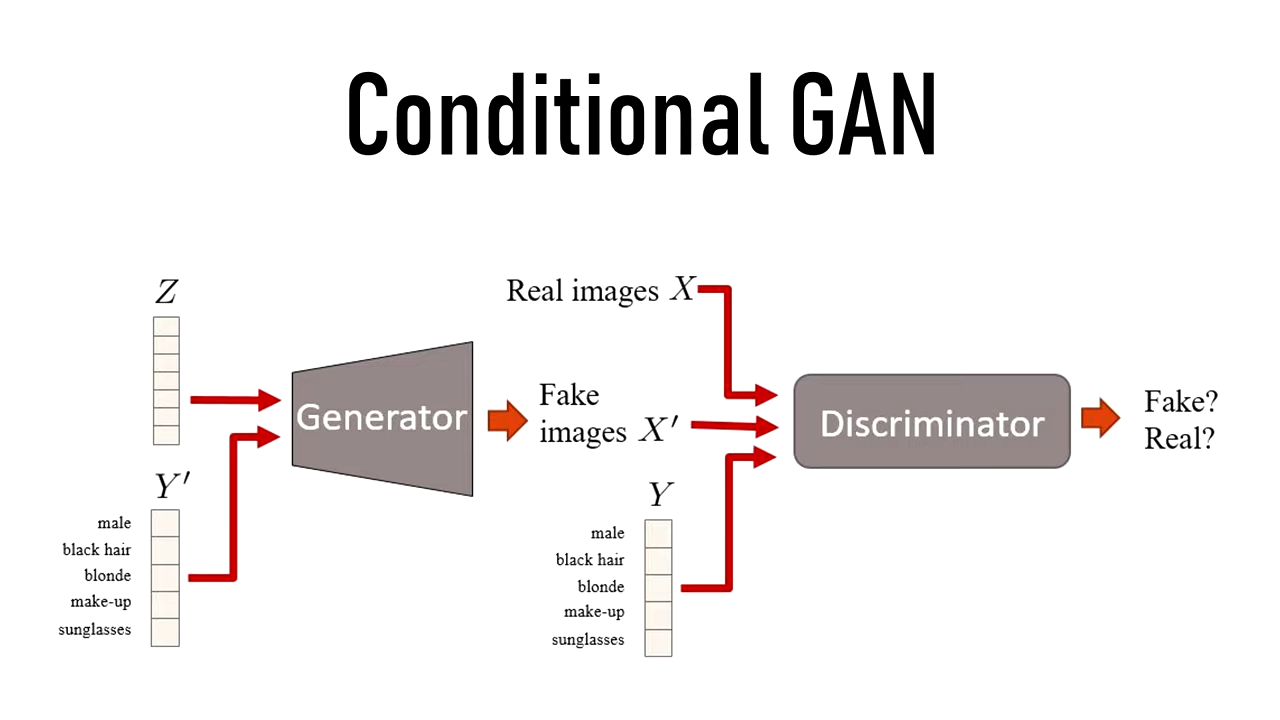 Conditional GAN
Z
Generator
Y′
male
black hair
blonde
make-up
sunglasses
Real images X
Fake
images X′
Y
male
black hair
blonde
make-up
sunglasses
Discriminator
Fake?
Real?